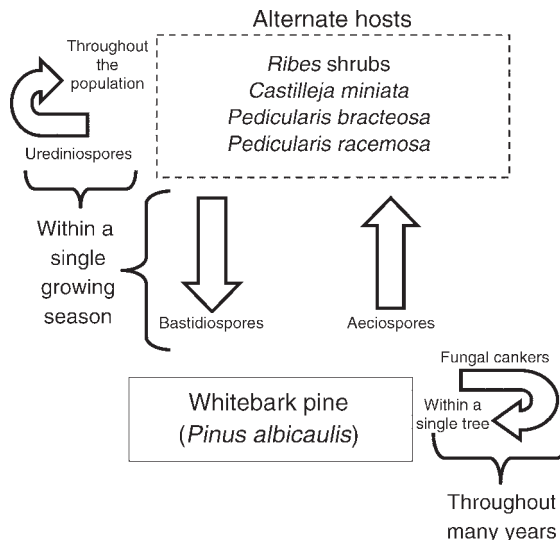 Alternate hosts
Throughout
the
population
Urediniospores
Ribes shrubs
Castilleja miniata
Pedicularis bracteosa
Pedicularis racemosa
Within a
single
growing
season
Bastidiospores
Aeciospores
Whitebark pine
(Pinus albicaulis)
Fungal cankers
Within a
single tree
Throughout
many years